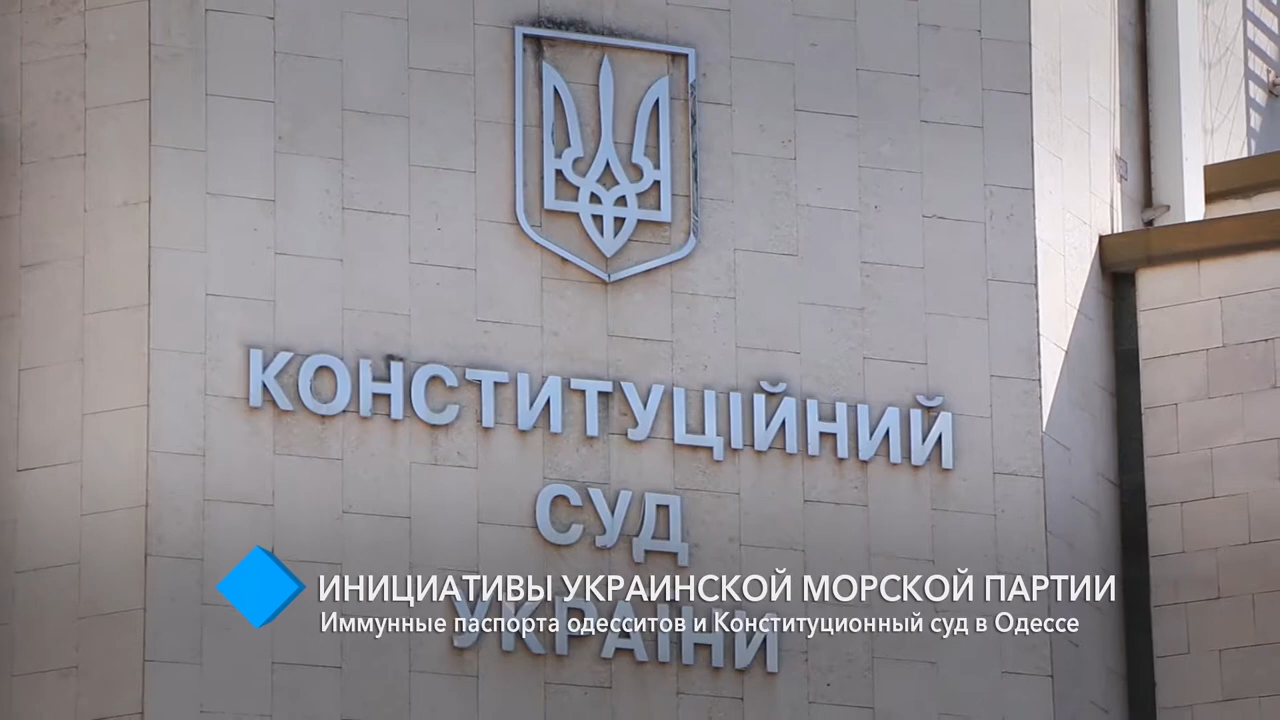 КОНСТИТУЦІЙНИЙ
СУД
УКРАЇНИ
ИНИЦИАТИВЫ УКРАИНСКОЙ МОРСКОЙ ПАРТИИ
Иммунные паспорта одесситов и Конституционный суд в Одессе